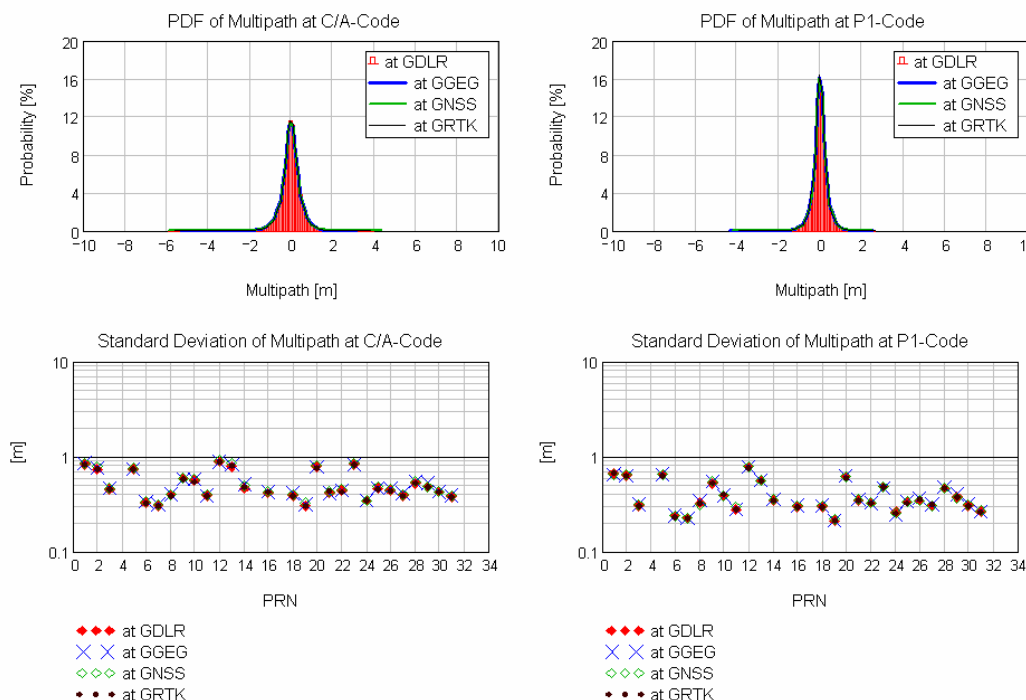 PDF of Multipath at C/A-Code
20
16
12
8
4
0
Probability [%]
at GDLR
at GGEG
at GNSS
at GRTK
−10 −8 −6 −4 −2 0 2 4 6 8 10
Multipath [m]
PDF of Multipath at P1-Code
20
16
12
8
4
0
Probability [%]
at GDLR
at GGEG
at GNSS
at GRTK
−10 −8 −6 −4 −2 0 2 4 6 8 10
Multipath [m]
Standard Deviation of Multipath at C/A-Code
10
1
0.1
[m]
0 2 4 6 8 10 12 14 16 18 20 22 24 26 28 30 32 34
PRN
at GDLR
at GGEG
at GNSS
at GRTK
Standard Deviation of Multipath at P1-Code
10
1
0.1
[m]
0 2 4 6 8 10 12 14 16 18 20 22 24 26 28 30 32 34
PRN
at GDLR
at GGEG
at GNSS
at GRTK